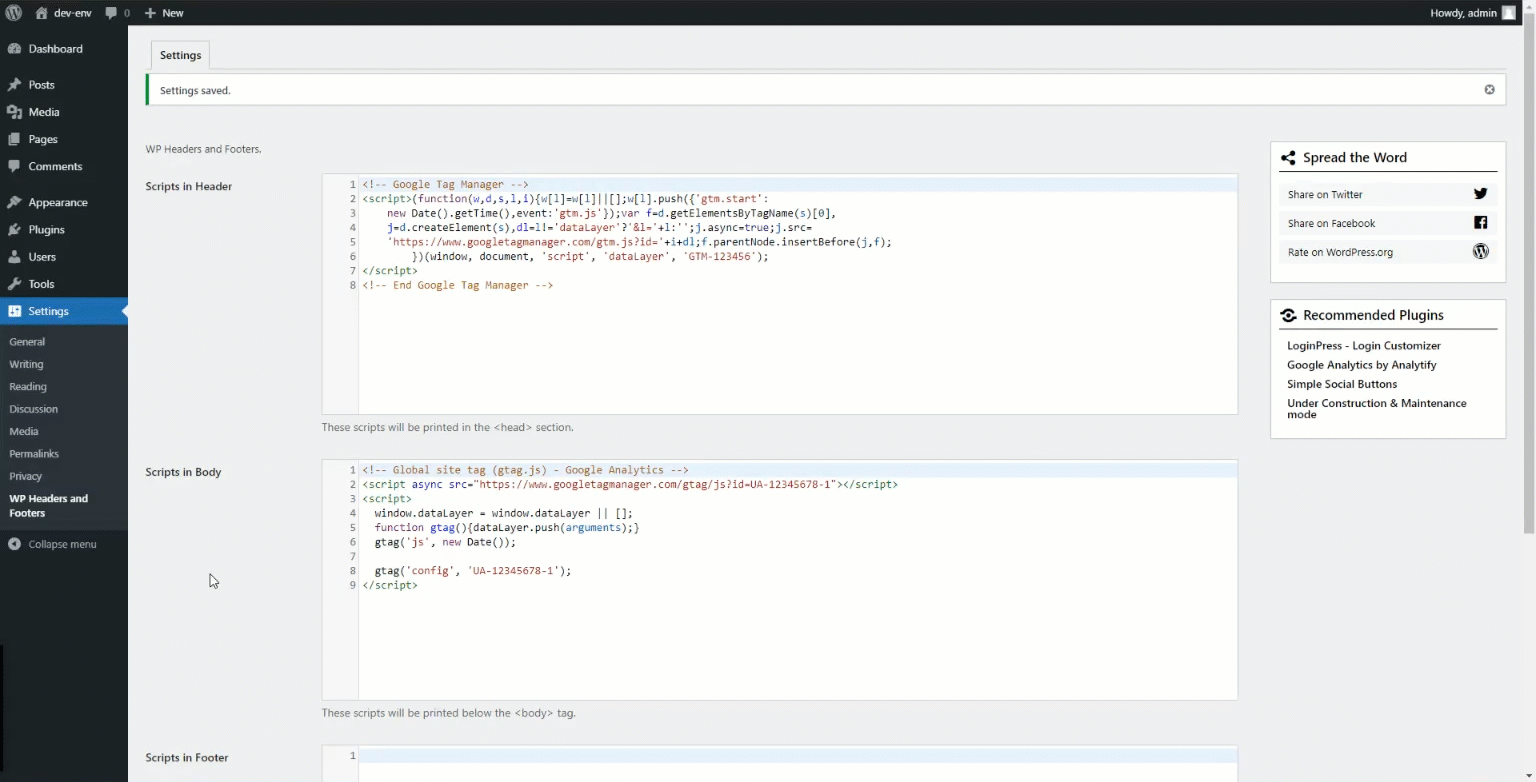 dev-env 0 New Howdy, admin
Dashboard
Posts
Media
Pages
Comments
Appearance
Plugins
Users
Tools
Settings
General
Writing
Reading
Discussion
Media
Permalinks
Privacy
WP Headers and
Footers
Collapse menu
Settings
Settings saved.
WP Headers and Footers.
Scripts in Header
1 <!-- Google Tag Manager -->
2 <script>(function(w,d,s,l,i){w[l]=w[l]||[];w[l].push({'gtm.start':
3 new Date().getTime(),event:'gtm.js'});var f=d.getElementsByTagName(s)[0],
4 j=d.createElement(s),dl=l!='dataLayer'?'&l='+l:'';j.async=true;j.src=
5 'https://www.googletagmanager.com/gtm.js?id='+i+dl;f.parentNode.insertBefore(j,f);
6 })(window, document, 'script', 'dataLayer', 'GTM-123456');
7 </script>
8 <!-- End Google Tag Manager -->
These scripts will be printed in the <head> section.
Scripts in Body
1 <!-- Global site tag (gtag.js) - Google Analytics -->
2 <script async src="https://www.googletagmanager.com/gtag/js?id=UA-12345678-1"></script>
3 <script>
4 window.dataLayer = window.dataLayer || [];
5 function gtag(){dataLayer.push(arguments);}
6 gtag('js', new Date());
7
8 gtag('config', 'UA-12345678-1');
9 </script>
These scripts will be printed below the <body> tag.
Scripts in Footer
1
Spread the Word
Share on Twitter
Share on Facebook
Rate on WordPress.org
Recommended Plugins
LoginPress - Login Customizer
Google Analytics by Analytify
Simple Social Buttons
Under Construction & Maintenance
mode